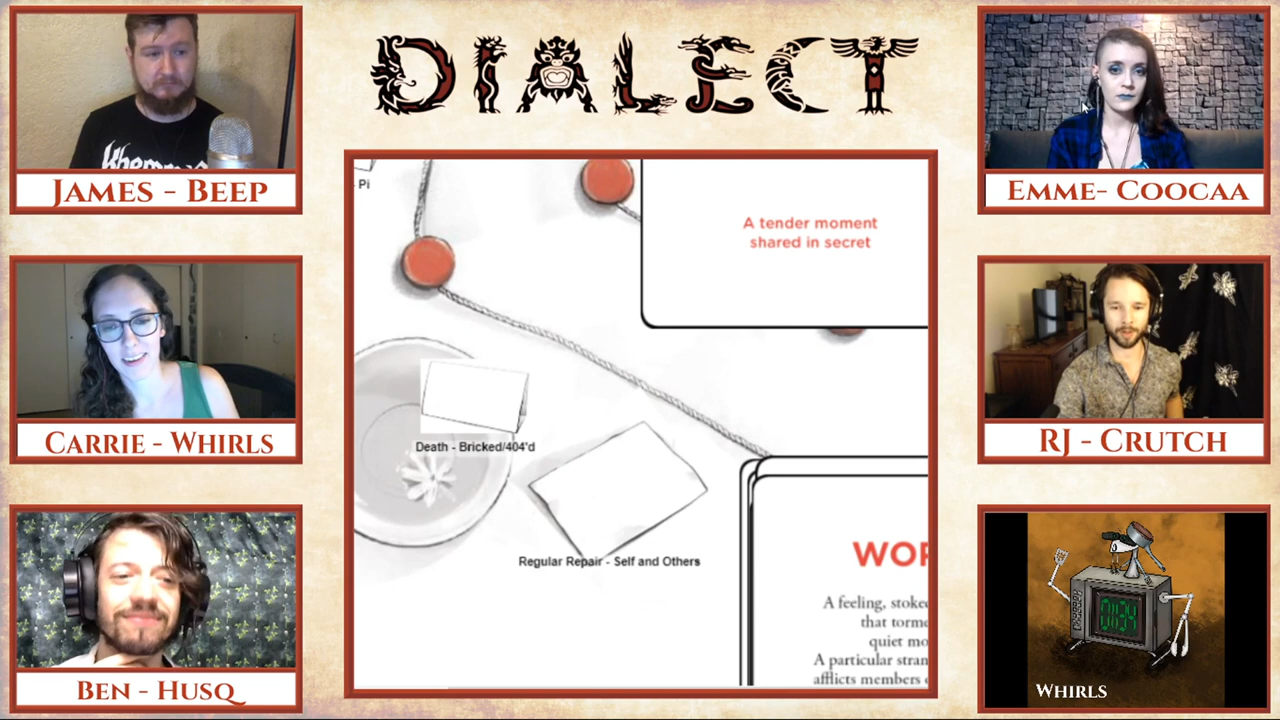 DIALECT
JAMES - BEEP
EMME- COOCAA
CARRIE - WHIRLS
RJ - CRUTCH
BEN - HUSQ
WHIRLS
Pi
A tender moment
shared in secret
Death - Bricked/404'd
Regular Repair - Self and Others
WOR
A feeling, stoke
that torme
quiet mo
A particular stran
afflicts members